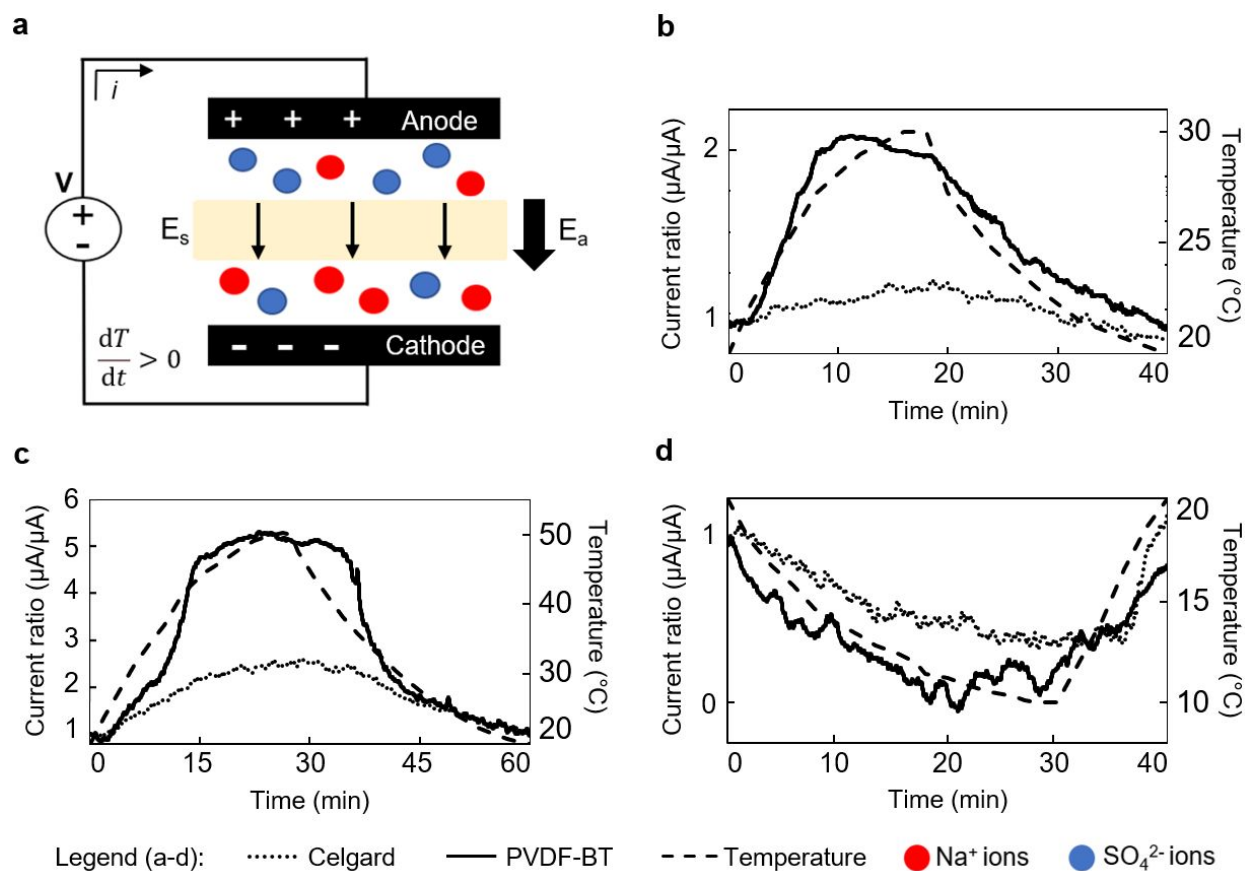 a
i
+ + + Anode
V
+
-
Es
Ea
- - - Cathode
dT/dt > 0
b
Current ratio (µA/µA)
2
1
Temperature (°C)
30
25
20
0 10 20 30 40
Time (min)
c
Current ratio (µA/µA)
6
5
4
3
2
1
Temperature (°C)
50
40
30
20
0 15 30 45 60
Time (min)
d
Current ratio (µA/µA)
1
0
Temperature (°C)
20
15
10
0 10 20 30 40
Time (min)
Legend (a-d): Celgard PVDF-BT Temperature Na⁺ ions SO₄²⁻ ions